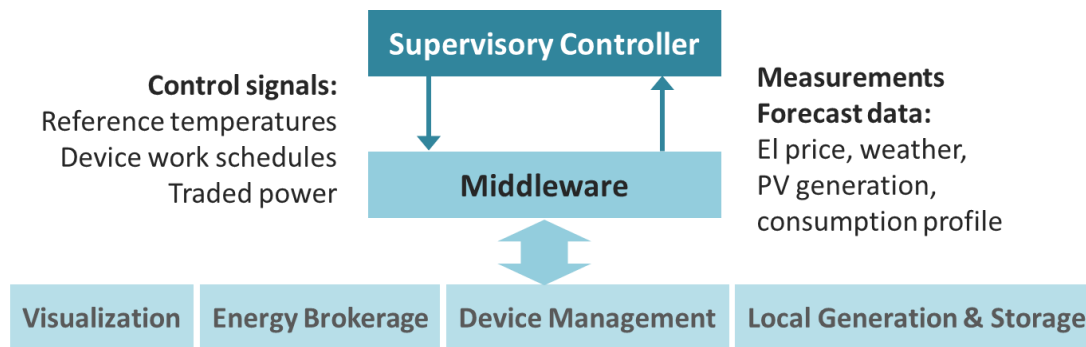 Supervisory Controller
Control signals:
Reference temperatures
Device work schedules
Traded power
Measurements
Forecast data:
El price, weather,
PV generation,
consumption profile
Middleware
Visualization
Energy Brokerage
Device Management
Local Generation & Storage